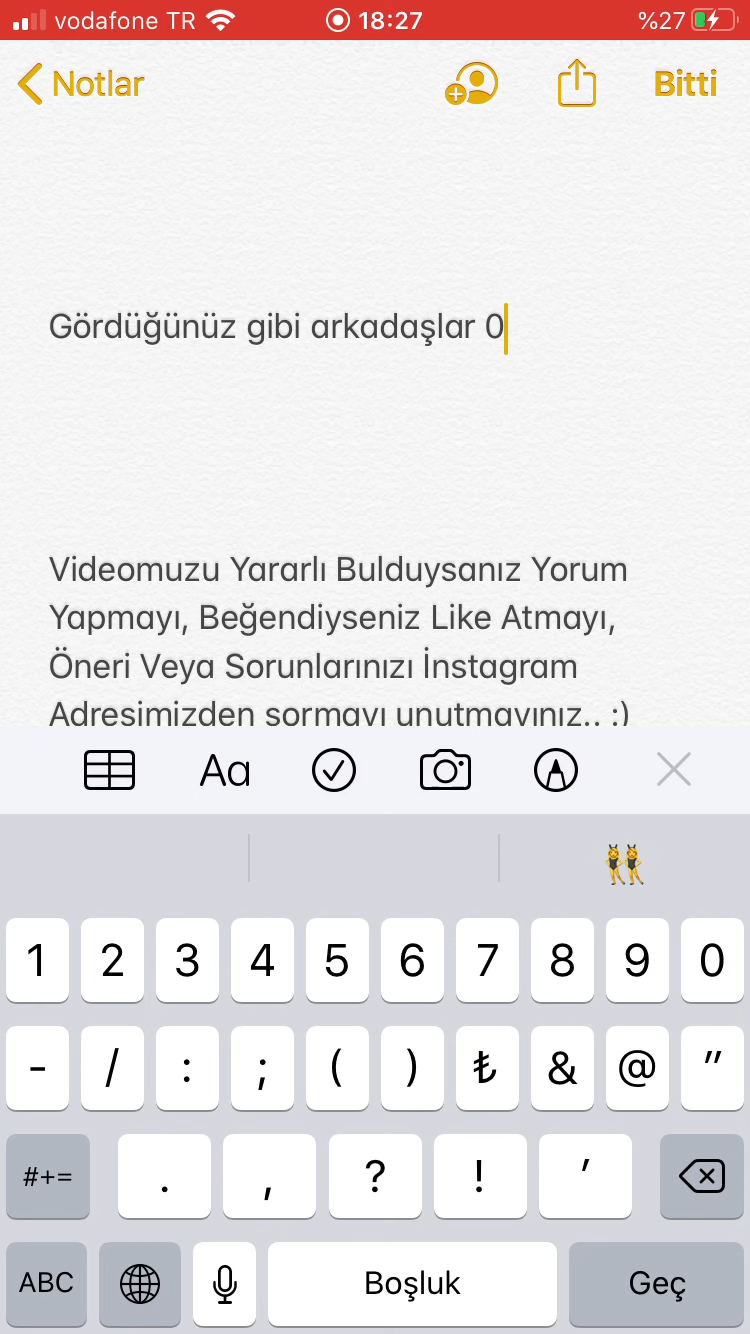 vodafone TR 18:27 %27
Notlar Bitti
Gördüğünüz gibi arkadaşlar 0
Videomuzu Yararlı Bulduysanız Yorum
Yapmayı, Beğendiyseniz Like Atmayı,
Öneri Veya Sorunlarınızı İnstagram
Adresimizden sormayı unutmayınız.. :)
Aa
1 2 3 4 5 6 7 8 9 0
- / : ; ( ) ₺ & @ "
#+= . , ? ! '
ABC Boşluk Geç